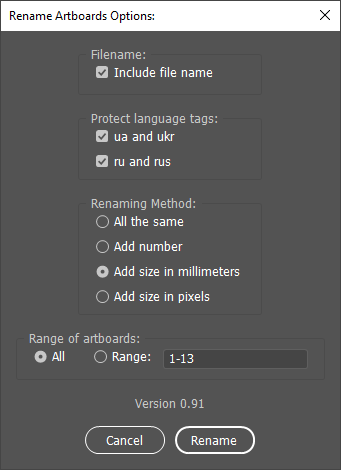 Rename Artboards Options:
Filename:
Include file name
Protect language tags:
ua and ukr
ru and rus
Renaming Method:
All the same
Add number
Add size in millimeters
Add size in pixels
Range of artboards:
All Range: 1-13
Version 0.91
Cancel Rename